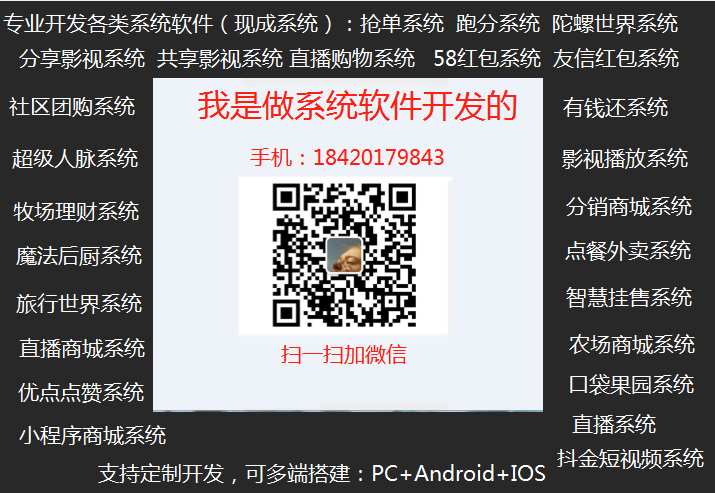 专业开发各类系统软件（现成系统）：抢单系统 跑分系统 陀螺世界系统
分享影视系统 共享影视系统 直播购物系统 58红包系统 友信红包系统
社区团购系统
我是做系统软件开发的
有钱还系统
超级人脉系统
手机：18420179843
影视播放系统
牧场理财系统
分销商城系统
魔法后厨系统
点餐外卖系统
旅行世界系统
智慧挂售系统
直播商城系统
扫一扫加微信
农场商城系统
优点点赞系统
口袋果园系统
小程序商城系统
直播系统
抖金短视频系统
支持定制开发，可多端搭建：PC+Android+IOS